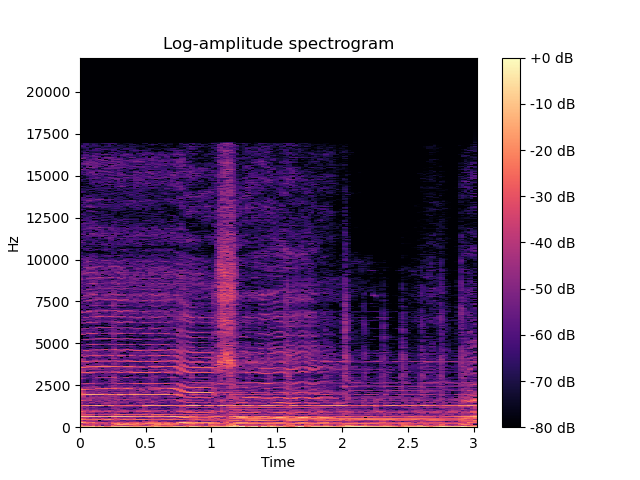 Log-amplitude spectrogram
Hz
20000
17500
15000
12500
10000
7500
5000
2500
0
0 0.5 1 1.5 2 2.5 3
Time
+0 dB
-10 dB
-20 dB
-30 dB
-40 dB
-50 dB
-60 dB
-70 dB
-80 dB